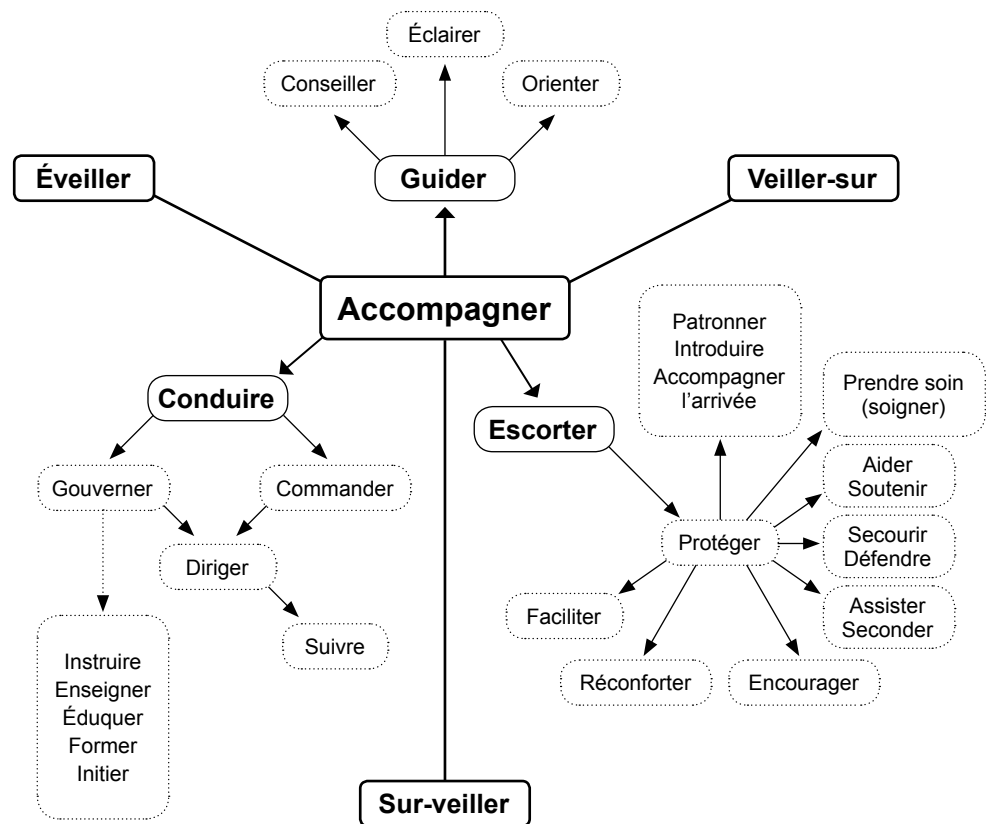 Éclairer
Conseiller
Orienter
Éveiller
Guider
Veiller-sur
Accompagner
Patronner
Introduire
Accompagner
l’arrivée
Prendre soin
(soigner)
Conduire
Escorter
Aider
Soutenir
Gouverner
Commander
Protéger
Secourir
Défendre
Diriger
Faciliter
Assister
Seconder
Suivre
Réconforter
Encourager
Instruire
Enseigner
Éduquer
Former
Initier
Sur-veiller